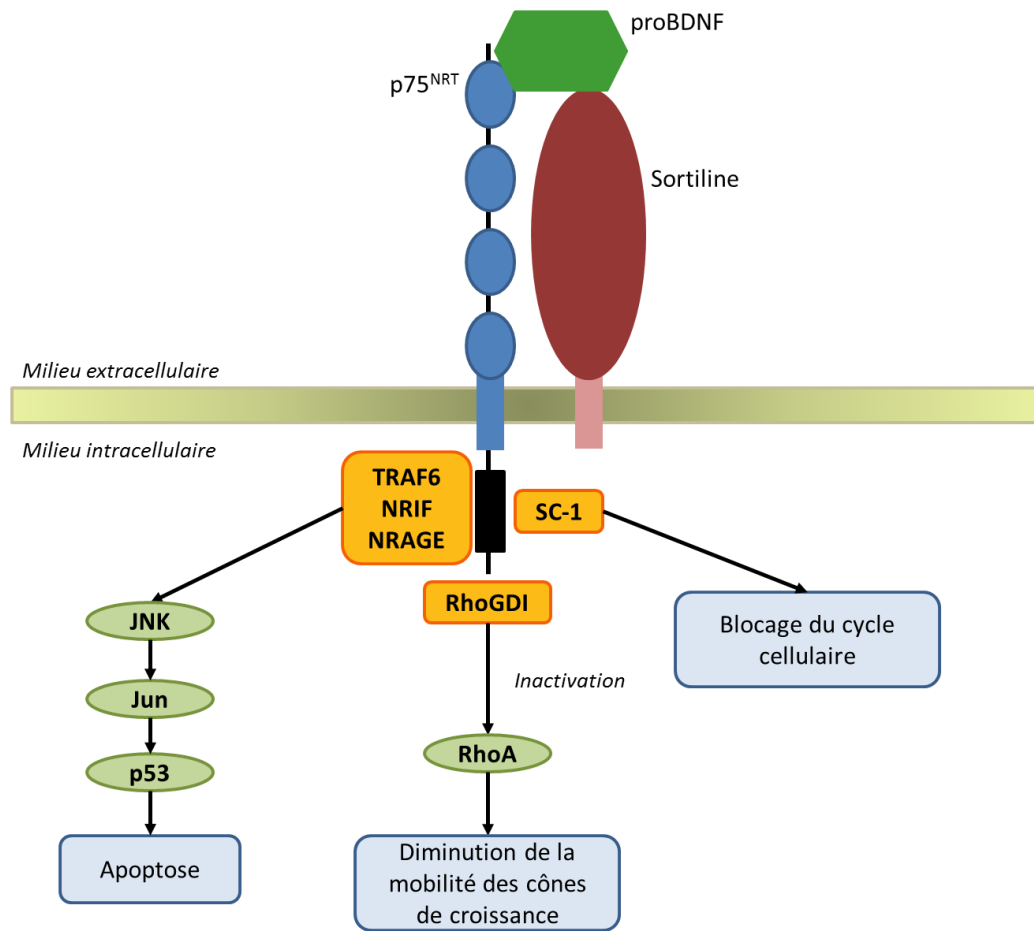 proBDNF
p75NRT
Sortiline
Milieu extracellulaire
Milieu intracellulaire
TRAF6
NRIF
NRAGE
SC-1
RhoGDI
JNK
Blocage du cycle
cellulaire
Inactivation
Jun
RhoA
p53
Apoptose
Diminution de la
mobilité des cônes
de croissance